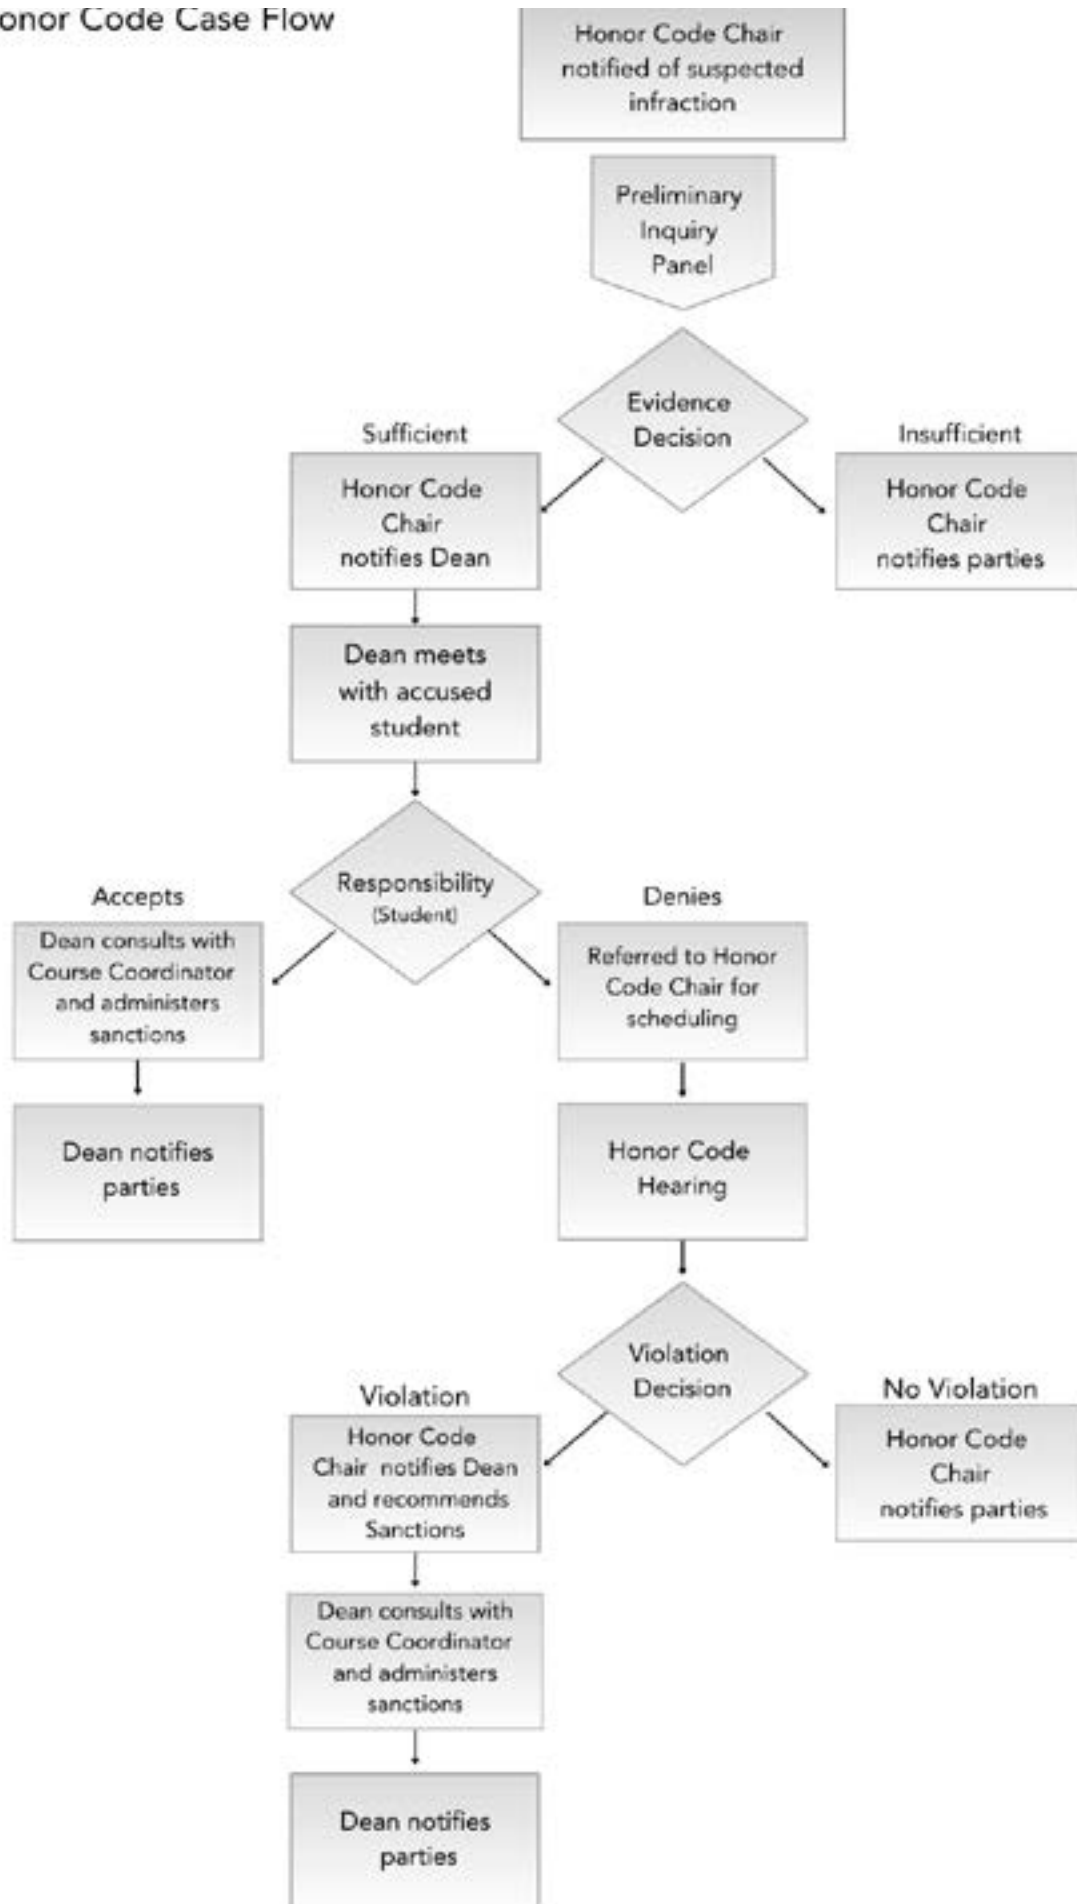 onor Code Case Flow
Honor Code Chair
notified of suspected
infraction
Preliminary
Inquiry
Panel
Evidence
Decision
Sufficient
Insufficient
Honor Code
Chair
notifies Dean
Honor Code
Chair
notifies parties
Dean meets
with accused
student
Responsibility
(Student)
Accepts
Denies
Dean consults with
Course Coordinator
and administers
sanctions
Referred to Honor
Code Chair for
scheduling
Dean notifies
parties
Honor Code
Hearing
Violation
Decision
Violation
No Violation
Honor Code
Chair notifies Dean
and recommends
Sanctions
Honor Code
Chair
notifies parties
Dean consults with
Course Coordinator
and administers
sanctions
Dean notifies
parties